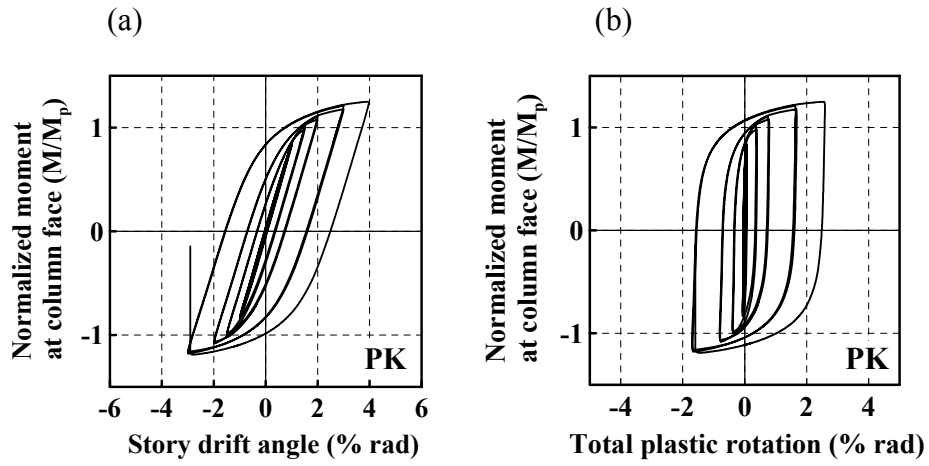 (a) (b)
Normalized moment
at column face (M/Mp)
1
0
-1
PK
-6 -4 -2 0 2 4 6
Story drift angle (% rad)
Normalized moment
at column face (M/Mp)
1
0
-1
PK
-4 -2 0 2 4
Total plastic rotation (% rad)